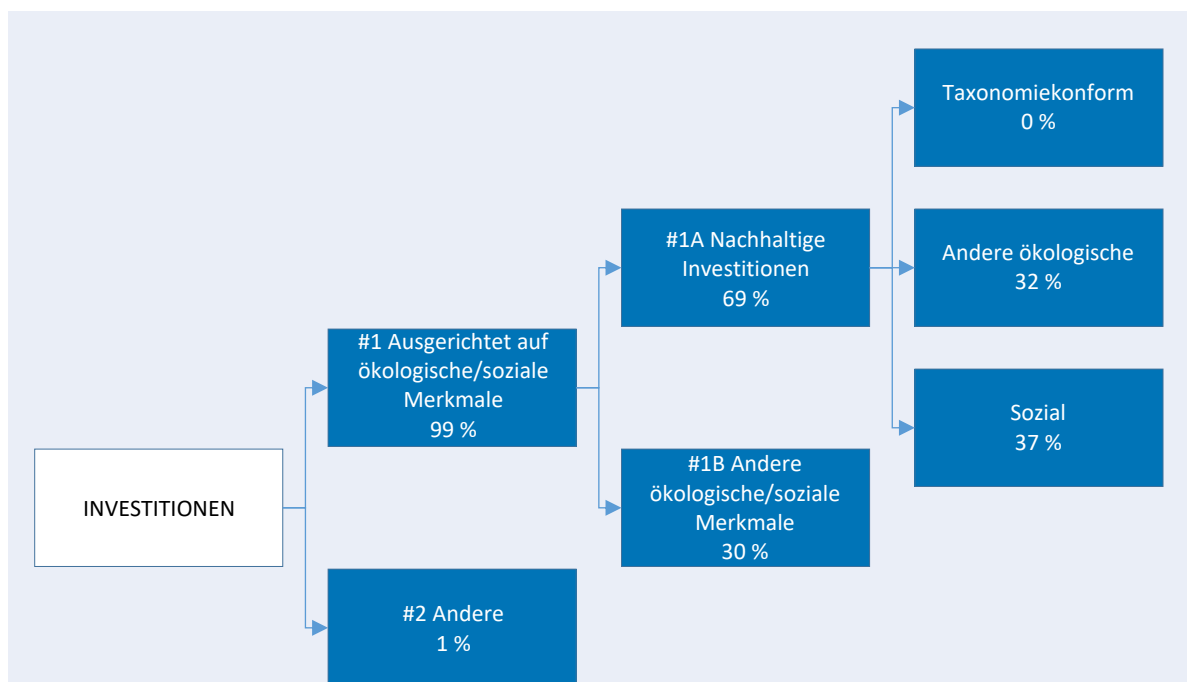 INVESTITIONEN
#1 Ausgerichtet auf
ökologische/soziale
Merkmale
99 %
#2 Andere
1 %
#1A Nachhaltige
Investitionen
69 %
#1B Andere
ökologische/soziale
Merkmale
30 %
Taxonomiekonform
0 %
Andere ökologische
32 %
Sozial
37 %